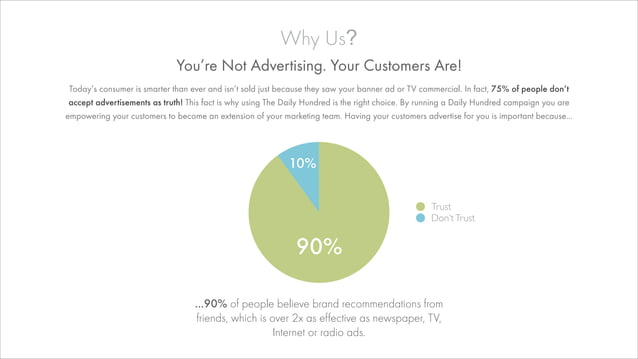 Why Us?
You're Not Advertising. Your Customers Are!
Today's consumer is smarter than ever and isn't sold just because they saw your banner ad or TV commercial. In fact, 75% of people don't
accept advertisements as truth! This fact is why using The Daily Hundred is the right choice. By running a Daily Hundred campaign you are
empowering your customers to become an extension of your marketing team. Having your customers advertise for you is important because...
10%
90%
Trust
Don't Trust
...90% of people believe brand recommendations from
friends, which is over 2x as effective as newspaper, TV,
Internet or radio ads.